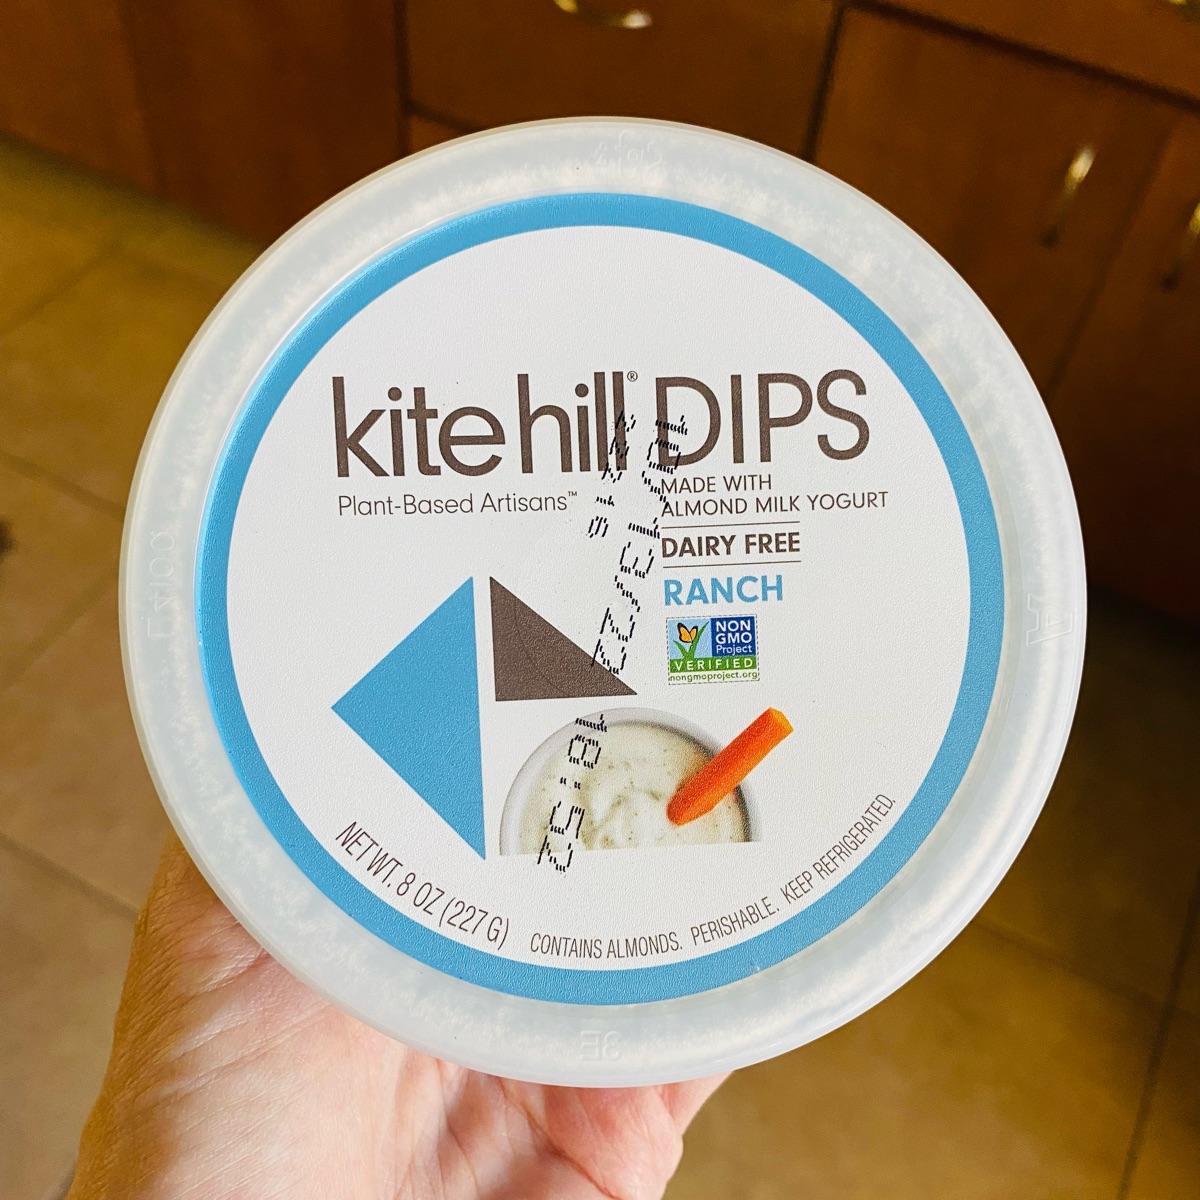 kite hill® DIPS
Plant-Based Artisans™
MADE WITH
ALMOND MILK YOGURT
DAIRY FREE
RANCH
NON
GMO
Project
VERIFIED
nongmoproject.org
NET WT. 8 OZ (227 G)
CONTAINS ALMONDS. PERISHABLE. KEEP REFRIGERATED.